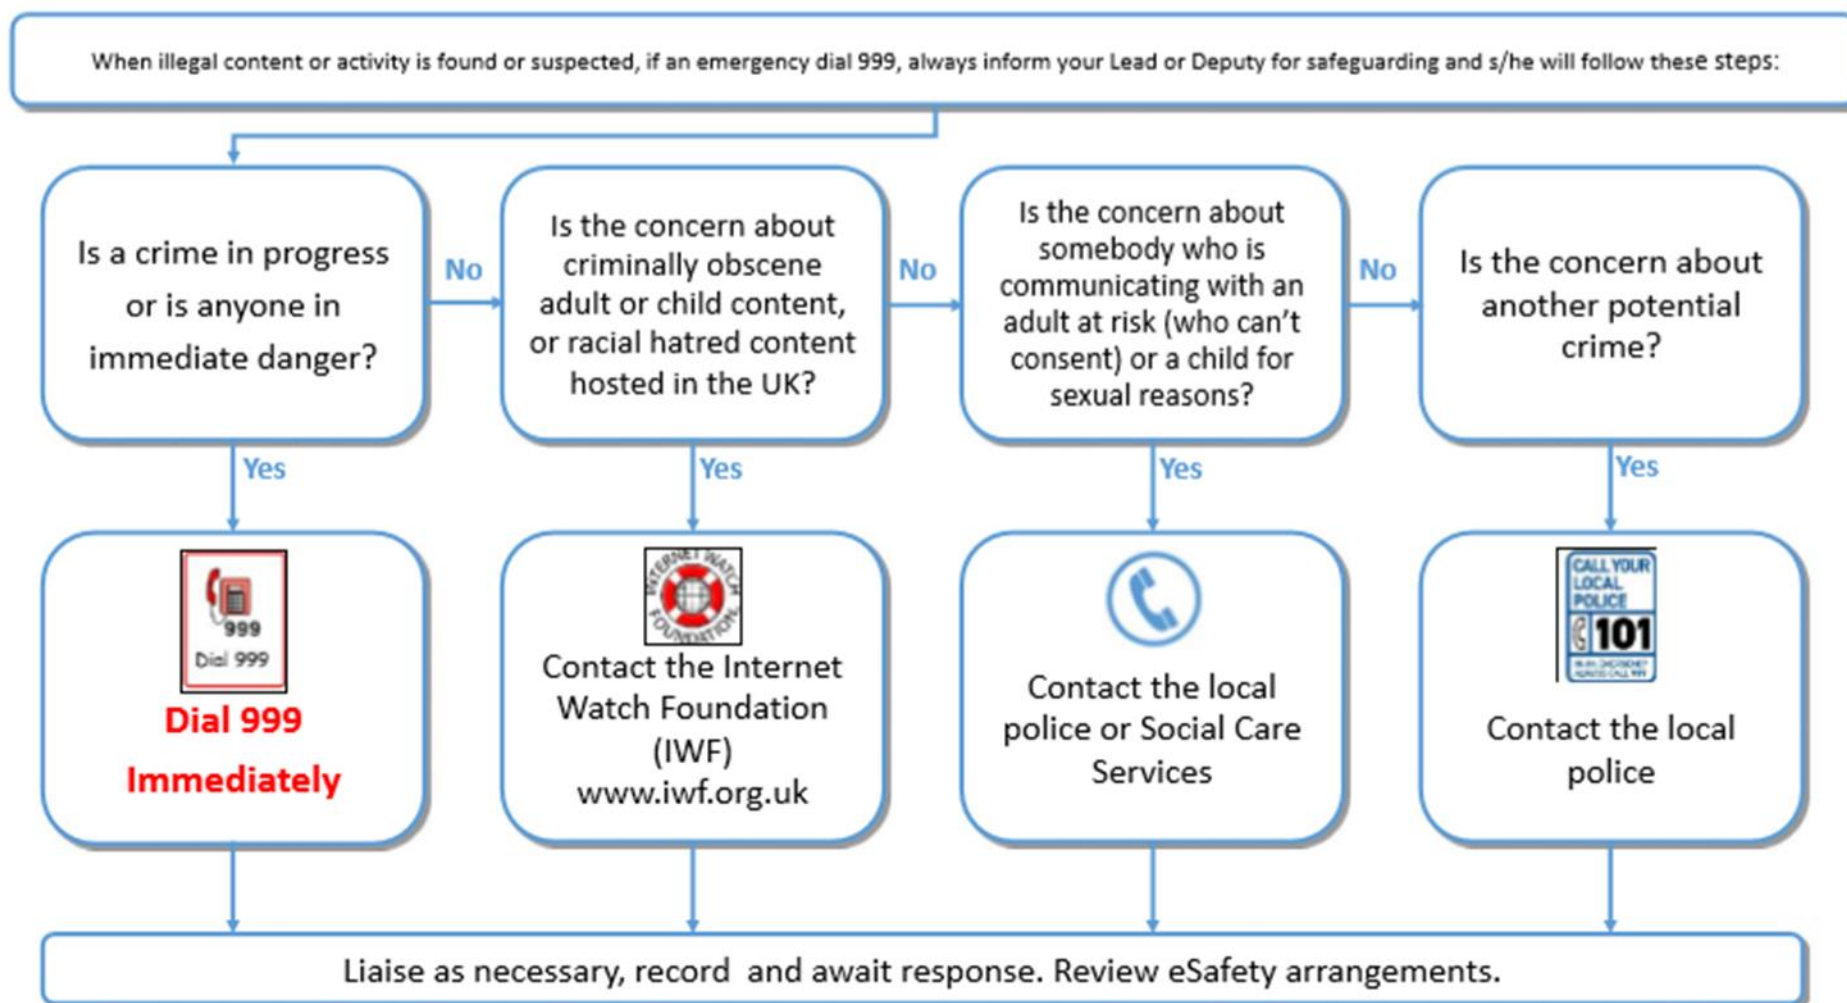 When illegal content or activity is found or suspected, if an emergency dial 999, always inform your Lead or Deputy for safeguarding and s/he will follow these steps:
Is a crime in progress
or is anyone in
immediate danger?
No
Is the concern about
criminally obscene
adult or child content,
or racial hatred content
hosted in the UK?
No
Is the concern about
somebody who is
communicating with an
adult at risk (who can't
consent) or a child for
sexual reasons?
No
Is the concern about
another potential
crime?
Yes
Yes
Yes
Yes
999
Dial 999
Dial 999
Immediately
INTERNET WATCH
FOUNDATION
Contact the Internet
Watch Foundation
(IWF)
www.iwf.org.uk
Contact the local
police or Social Care
Services
CALL YOUR
LOCAL
POLICE
101
Contact the local
police
Liaise as necessary, record  and await response. Review eSafety arrangements.